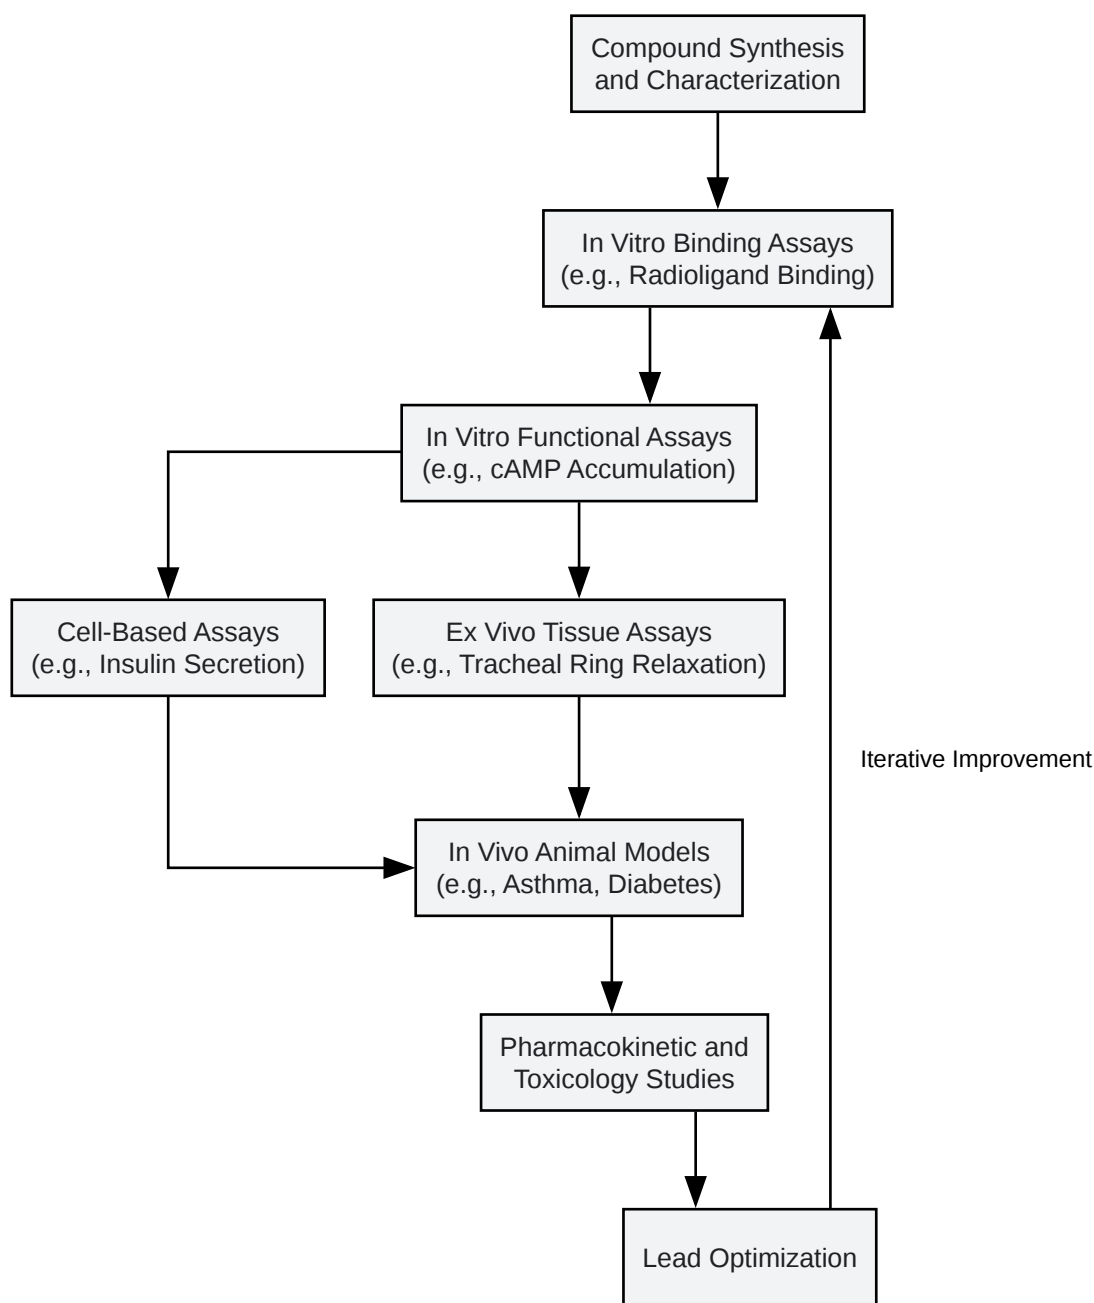 Compound Synthesis
and Characterization
In Vitro Binding Assays
(e.g., Radioligand Binding)
In Vitro Functional Assays
(e.g., cAMP Accumulation)
Cell-Based Assays
(e.g., Insulin Secretion)
Ex Vivo Tissue Assays
(e.g., Tracheal Ring Relaxation)
Iterative Improvement
In Vivo Animal Models
(e.g., Asthma, Diabetes)
Pharmacokinetic and
Toxicology Studies
Lead Optimization